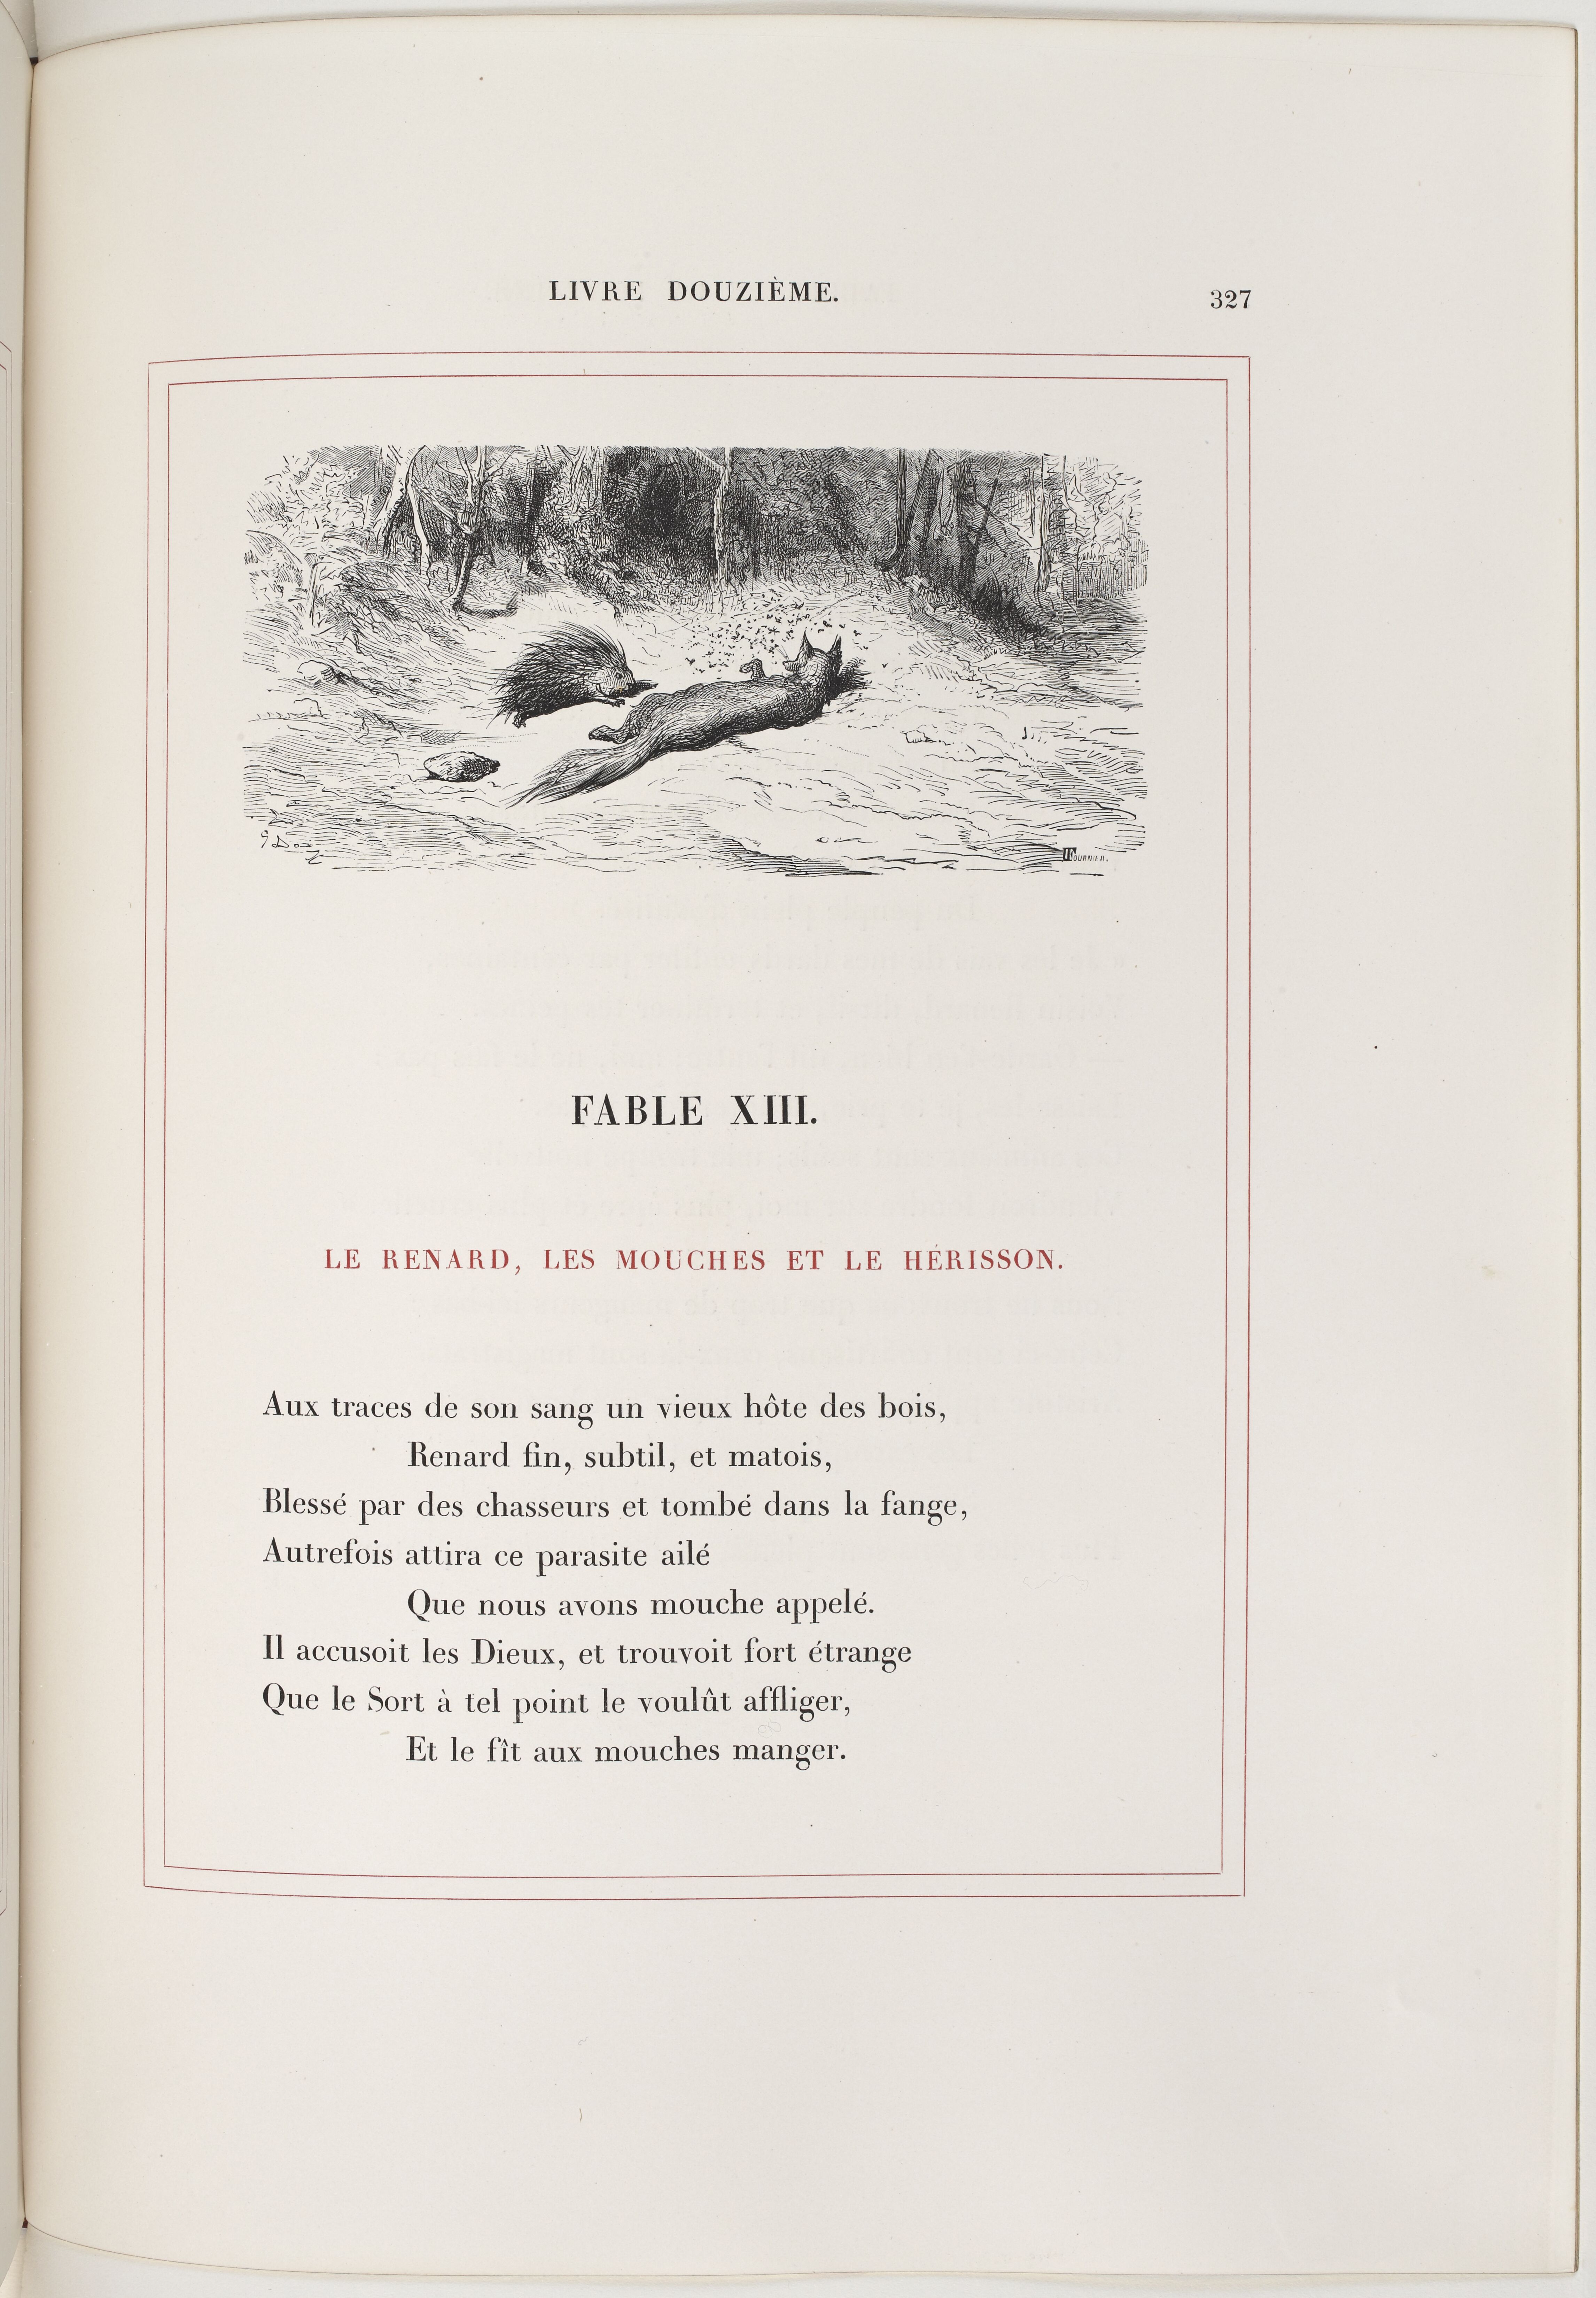 LIVRE DOUZIÈME.
327
G Doré
FOURNIER.
FABLE XIII.
LE RENARD, LES MOUCHES ET LE HÉRISSON.
Aux traces de son sang un vieux hôte des bois,
Renard fin, subtil, et matois,
Blessé par des chasseurs et tombé dans la fange,
Autrefois attira ce parasite ailé
Que nous avons mouche appelé.
Il accusoit les Dieux, et trouvoit fort étrange
Que le Sort à tel point le voulût affliger,
Et le fît aux mouches manger.